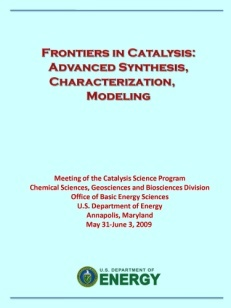 Frontiers in Catalysis:
Advanced Synthesis,
Characterization,
Modeling
Meeting of the Catalysis Science Program
Chemical Sciences, Geosciences and Biosciences Division
Office of Basic Energy Sciences
U.S. Department of Energy
Annapolis, Maryland
May 31-June 3, 2009
U.S. DEPARTMENT OF
ENERGY